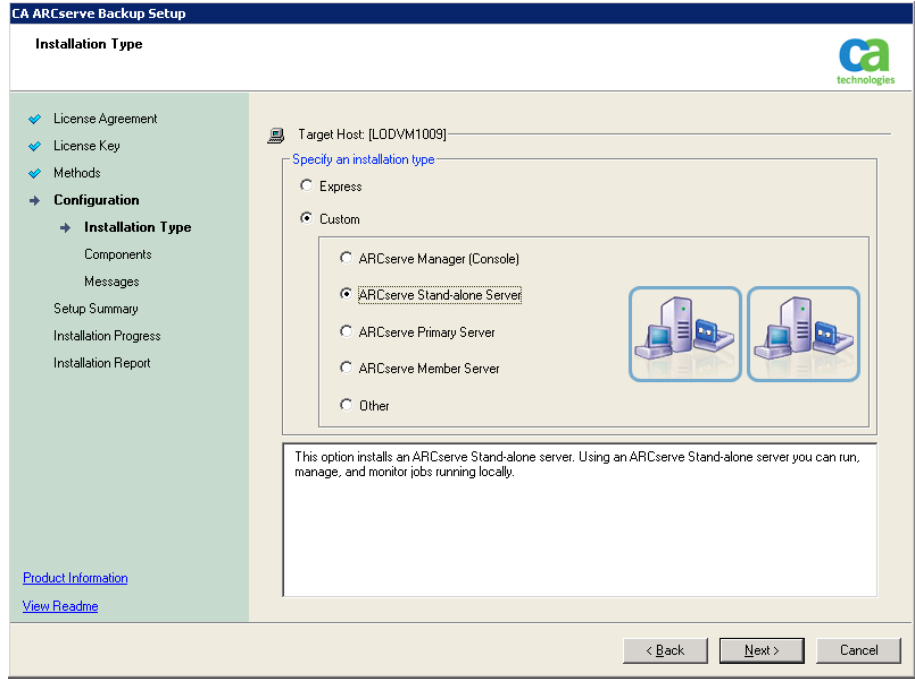 CA ARCserve Backup Setup
Installation Type
ca
technologies
License Agreement
License Key
Methods
Configuration
Installation Type
Components
Messages
Setup Summary
Installation Progress
Installation Report
Product Information
View Readme
Target Host: [LODVM1009]
Specify an installation type
Express
Custom
ARCserve Manager (Console)
ARCserve Stand-alone Server
ARCserve Primary Server
ARCserve Member Server
Other
This option installs an ARCserve Stand-alone server. Using an ARCserve Stand-alone server you can run,
manage, and monitor jobs running locally.
< Back
Next >
Cancel